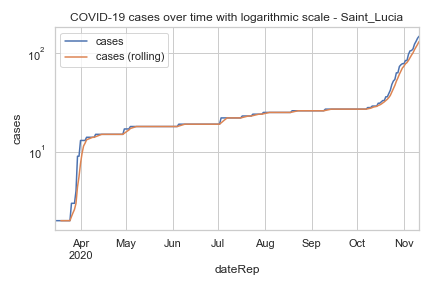 COVID-19 cases over time with logarithmic scale - Saint_Lucia
cases
cases (rolling)
10²
10¹
cases
Apr May Jun Jul Aug Sep Oct Nov
2020
dateRep